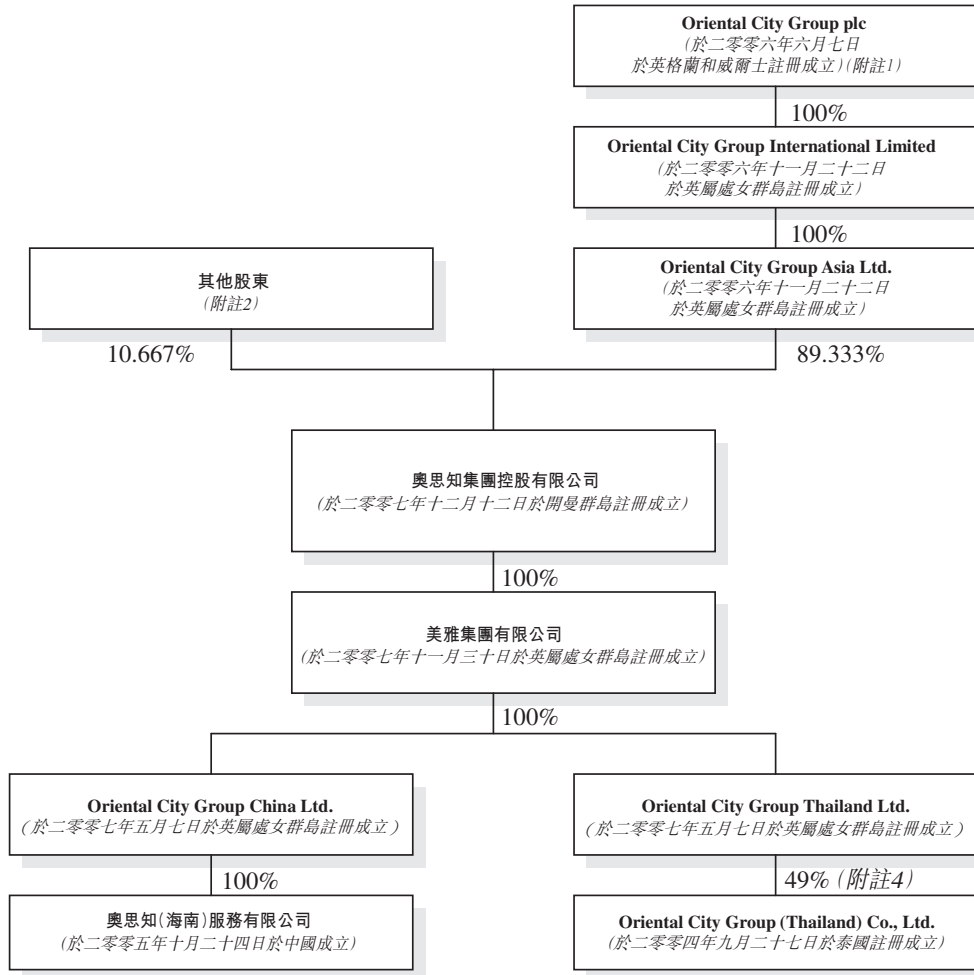 Oriental City Group plc
(於二零零六年六月七日
於英格蘭和威爾士註冊成立)(附註1)
100%
Oriental City Group International Limited
(於二零零六年十一月二十二日
於英屬處女群島註冊成立)
100%
其他股東
(附註2)
Oriental City Group Asia Ltd.
(於二零零六年十一月二十二日
於英屬處女群島註冊成立)
10.667%
89.333%
奧思知集團控股有限公司
(於二零零七年十二月十二日於開曼群島註冊成立)
100%
美雅集團有限公司
(於二零零七年十一月三十日於英屬處女群島註冊成立)
100%
Oriental City Group China Ltd.
(於二零零七年五月七日於英屬處女群島註冊成立)
Oriental City Group Thailand Ltd.
(於二零零七年五月七日於英屬處女群島註冊成立)
100%
49% (附註4)
奧思知(海南)服務有限公司
(於二零零五年十月二十四日於中國成立)
Oriental City Group (Thailand) Co., Ltd.
(於二零零四年九月二十七日於泰國註冊成立)